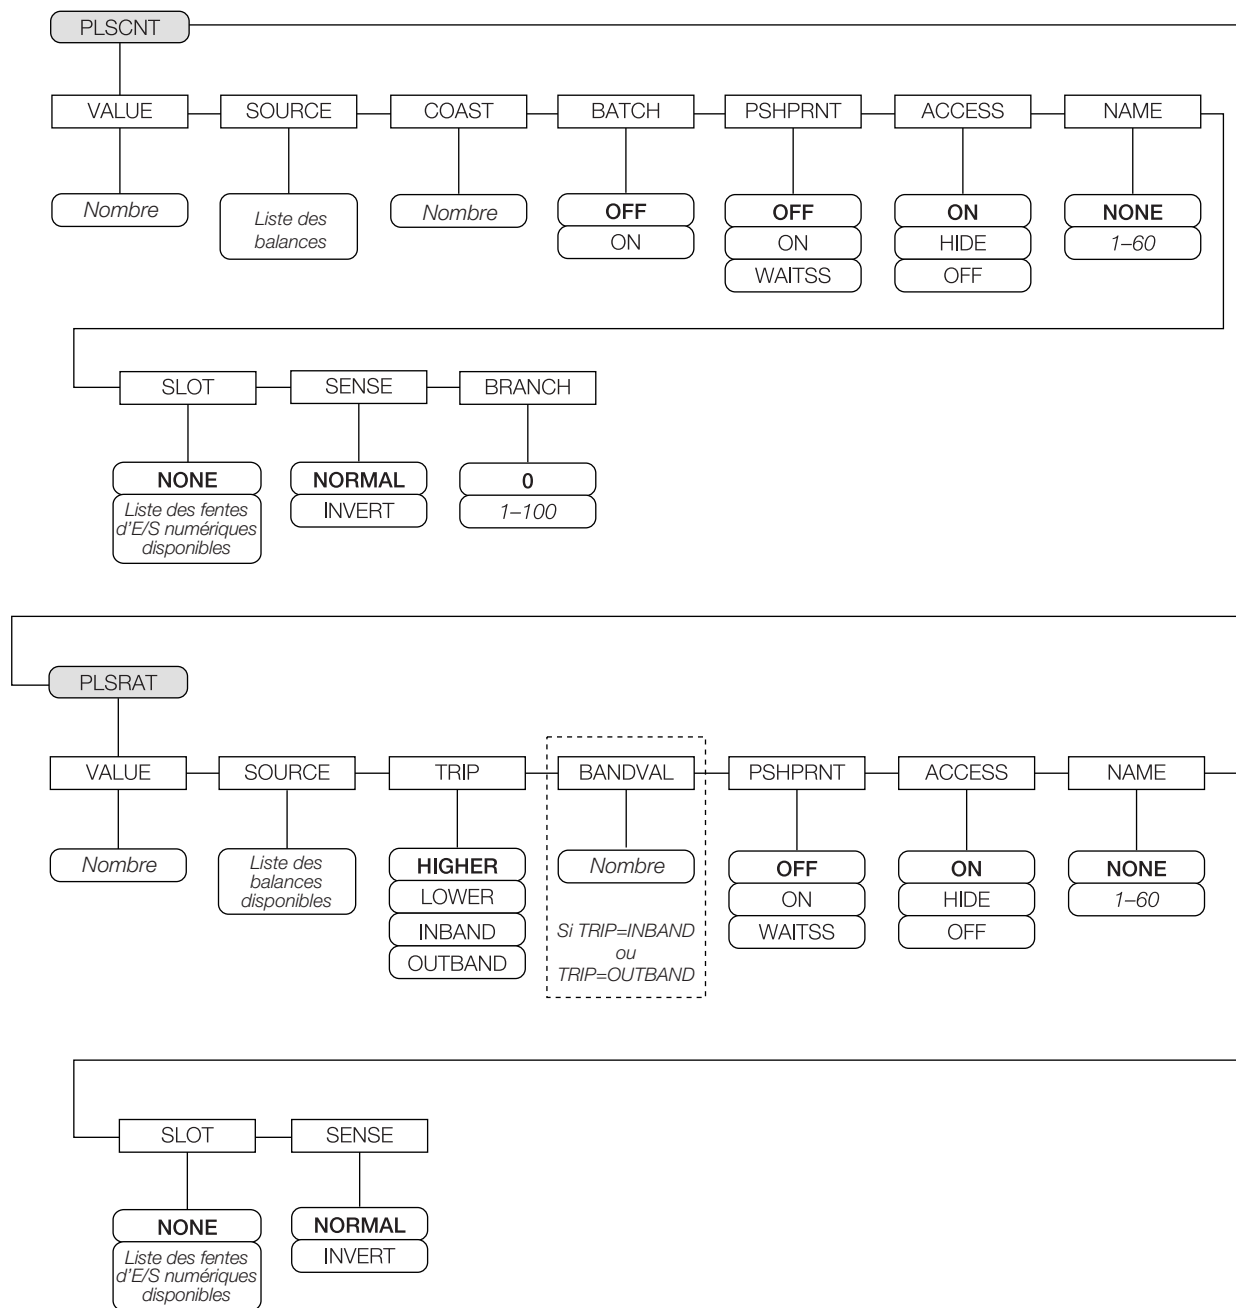 PLSCNT
VALUE SOURCE COAST BATCH PSHPRNT ACCESS NAME
Nombre
Liste des
balances
Nombre
OFF
ON
OFF
ON
WAITSS
ON
HIDE
OFF
NONE
1–60
SLOT SENSE BRANCH
NONE
Liste des fentes
d'E/S numériques
disponibles
NORMAL
INVERT
0
1–100
PLSRAT
VALUE SOURCE TRIP BANDVAL PSHPRNT ACCESS NAME
Nombre
Liste des
balances
disponibles
HIGHER
LOWER
INBAND
OUTBAND
Nombre
Si TRIP=INBAND
ou
TRIP=OUTBAND
OFF
ON
WAITSS
ON
HIDE
OFF
NONE
1–60
SLOT SENSE
NONE
Liste des fentes
d'E/S numériques
disponibles
NORMAL
INVERT